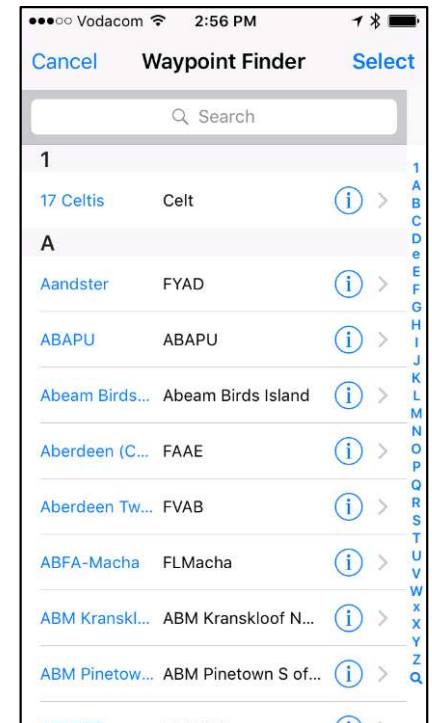 Vodacom 2:56 PM
Cancel Waypoint Finder Select
Search
1
17 Celtis Celt
A
Aandster FYAD
ABAPU ABAPU
Abeam Birds... Abeam Birds Island
Aberdeen (C... FAAE
Aberdeen Tw... FVAB
ABFA-Macha FLMacha
ABM Kranskl... ABM Kranskloof N...
ABM Pinetow... ABM Pinetown S of...
1
A
B
C
D
e
E
F
G
H
I
J
K
L
M
N
O
P
Q
R
S
T
U
V
W
x
X
Y
Z